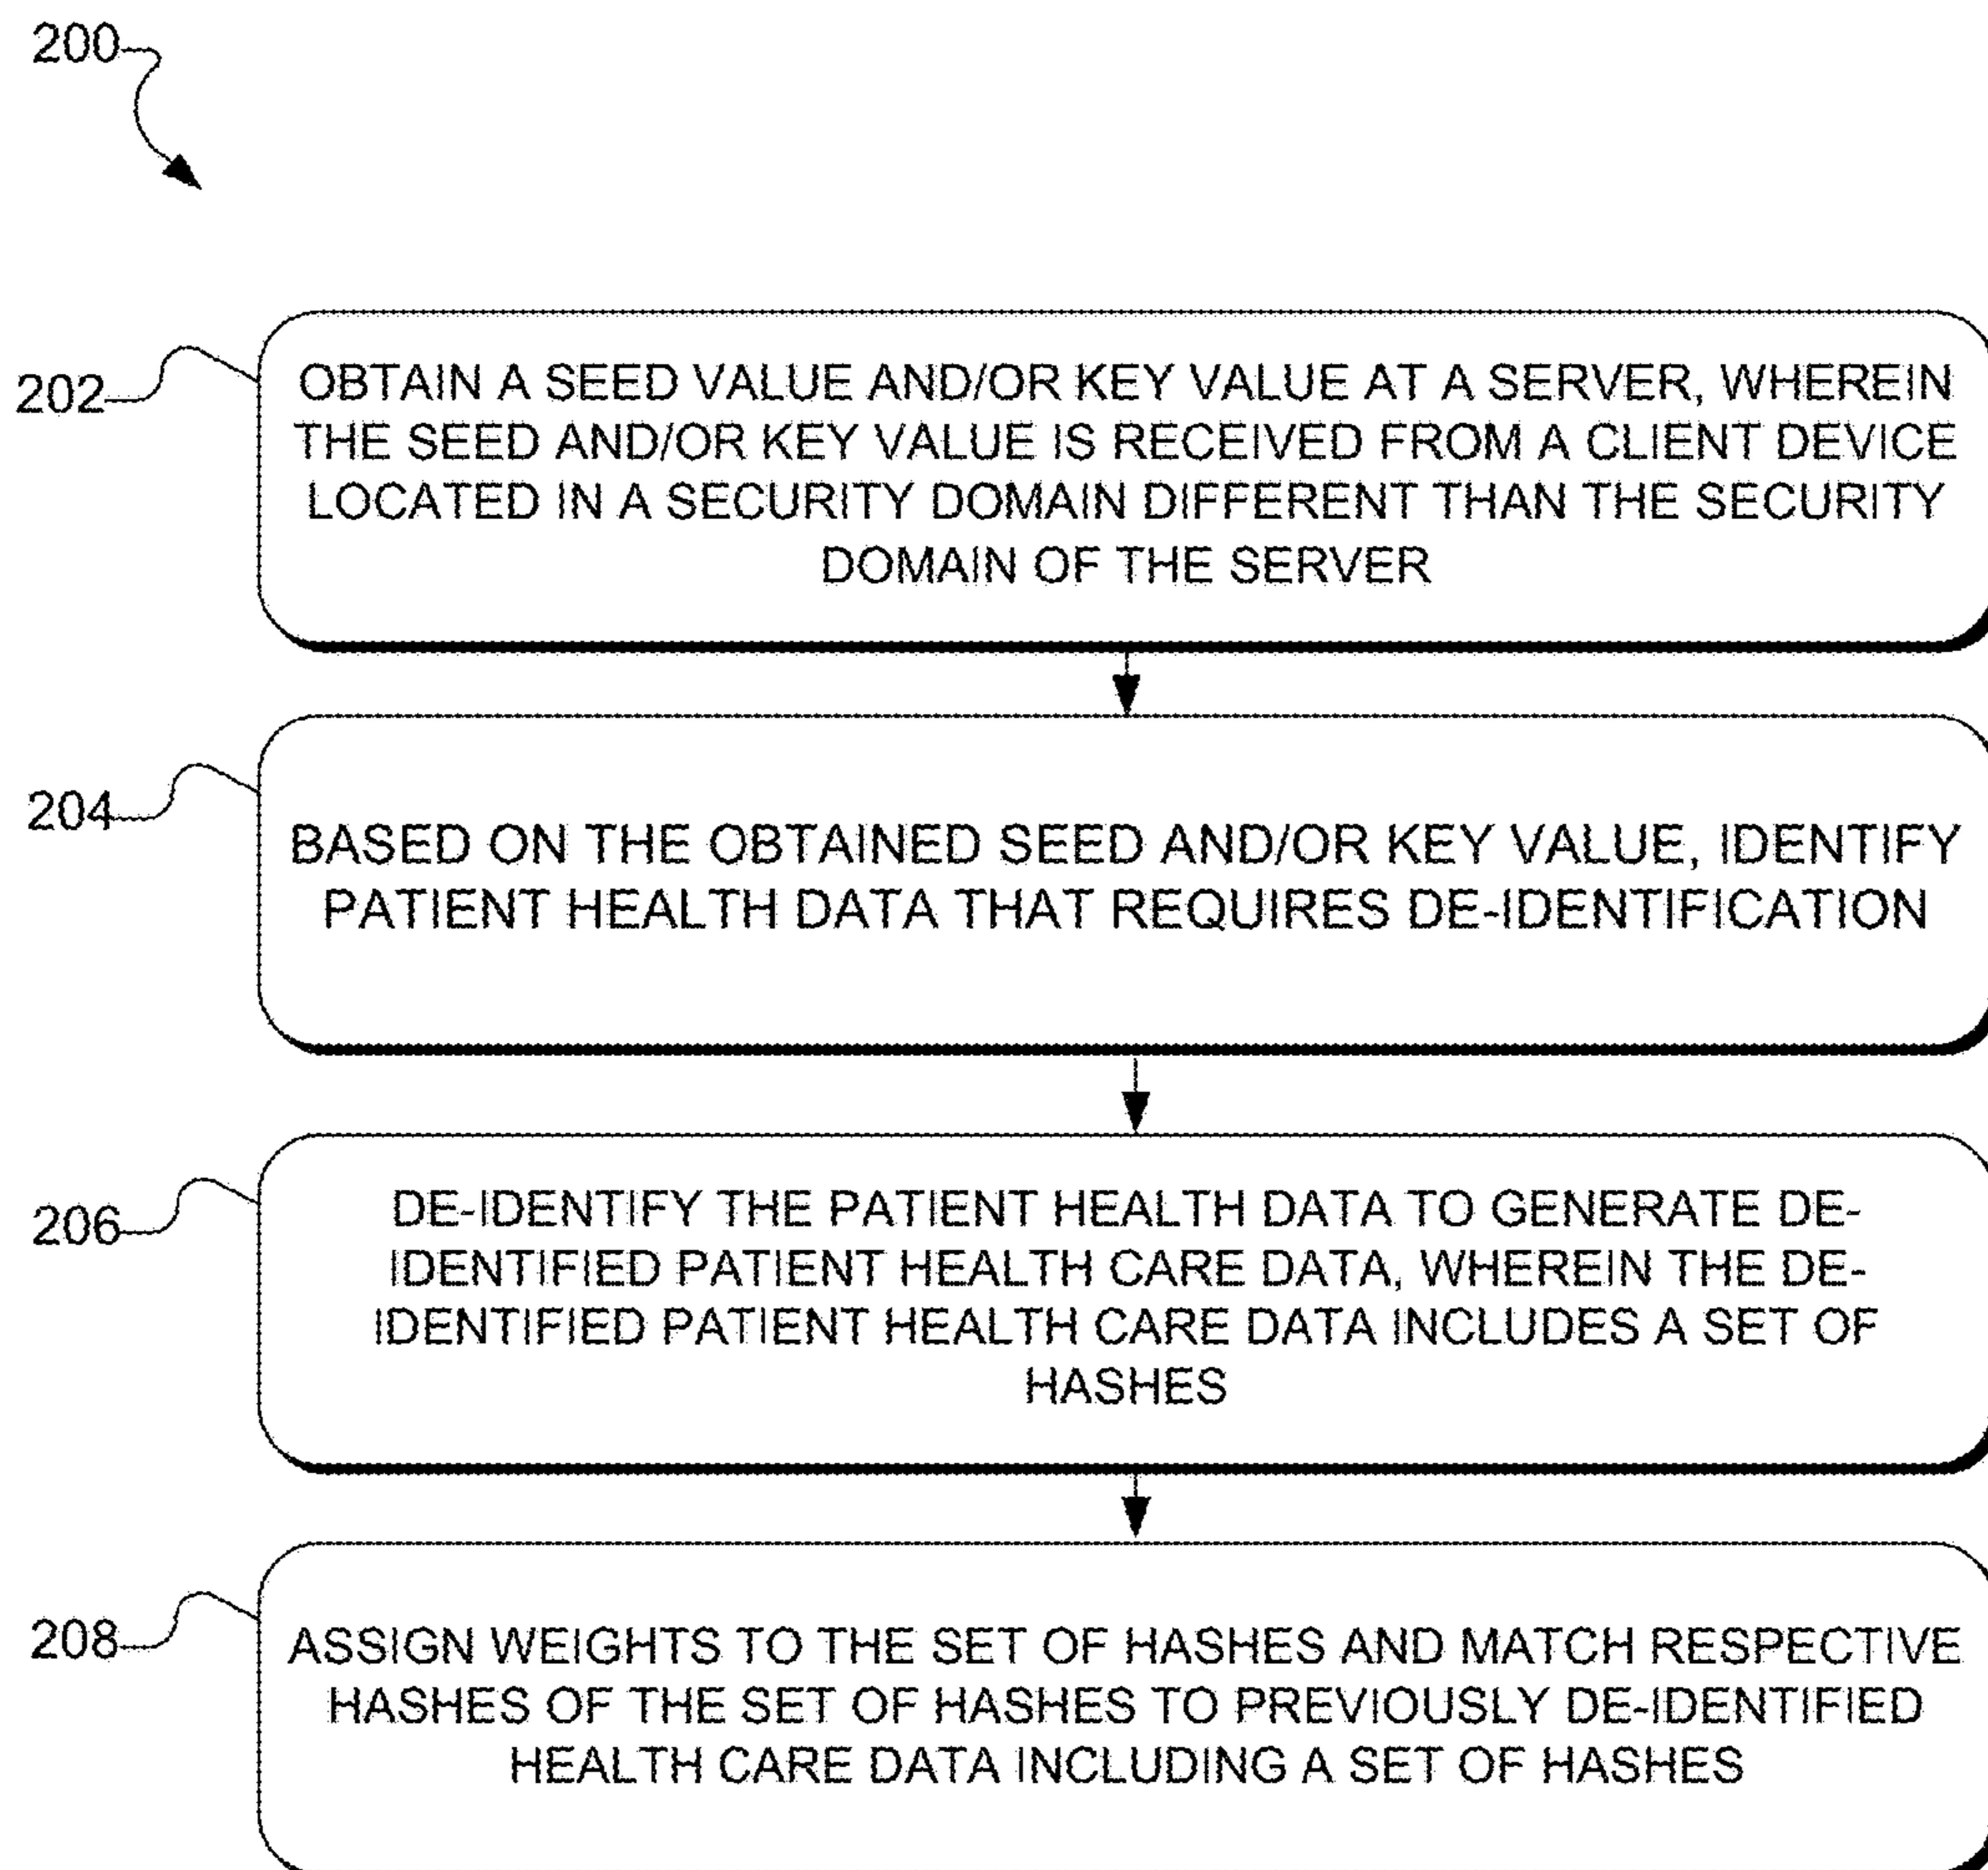 200
202
OBTAIN A SEED VALUE AND/OR KEY VALUE AT A SERVER, WHEREIN
THE SEED AND/OR KEY VALUE IS RECEIVED FROM A CLIENT DEVICE
LOCATED IN A SECURITY DOMAIN DIFFERENT THAN THE SECURITY
DOMAIN OF THE SERVER
204
BASED ON THE OBTAINED SEED AND/OR KEY VALUE, IDENTIFY
PATIENT HEALTH DATA THAT REQUIRES DE-IDENTIFICATION
206
DE-IDENTIFY THE PATIENT HEALTH DATA TO GENERATE DE-
IDENTIFIED PATIENT HEALTH CARE DATA, WHEREIN THE DE-
IDENTIFIED PATIENT HEALTH CARE DATA INCLUDES A SET OF
HASHES
208
ASSIGN WEIGHTS TO THE SET OF HASHES AND MATCH RESPECTIVE
HASHES OF THE SET OF HASHES TO PREVIOUSLY DE-IDENTIFIED
HEALTH CARE DATA INCLUDING A SET OF HASHES